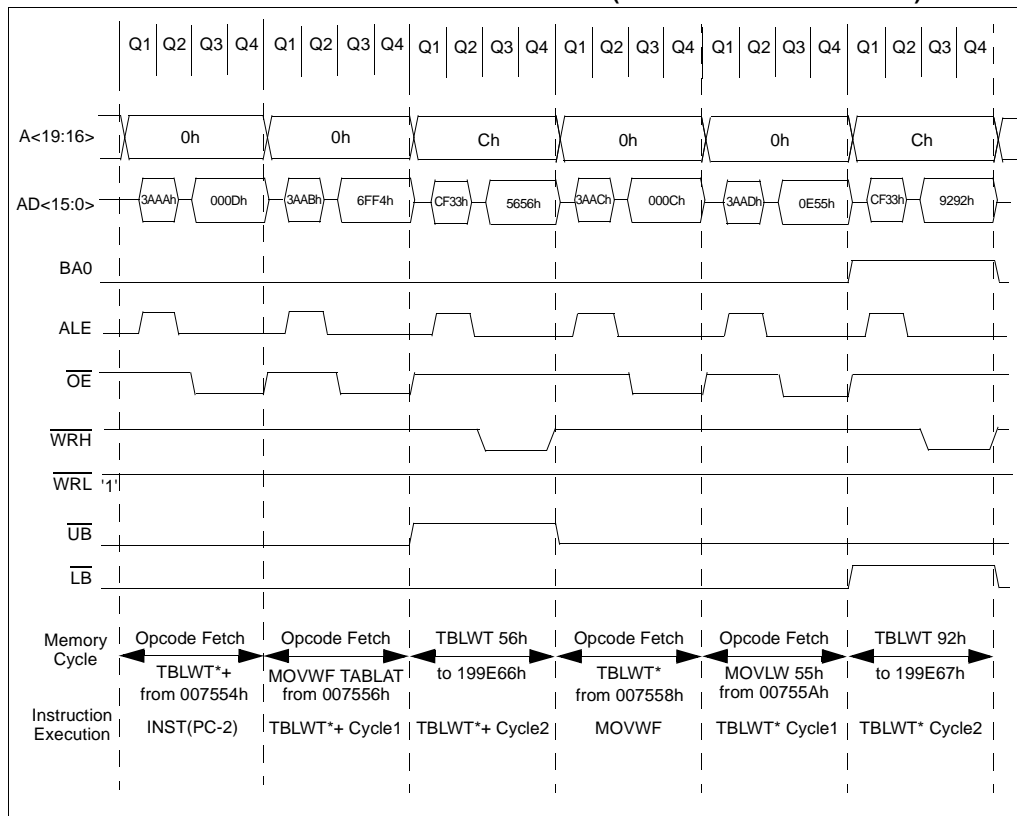 Q1 Q2 Q3 Q4 Q1 Q2 Q3 Q4 Q1 Q2 Q3 Q4 Q1 Q2 Q3 Q4 Q1 Q2 Q3 Q4 Q1 Q2 Q3 Q4
A<19:16> 0h 0h Ch 0h 0h Ch
AD<15:0> 3AAAh 000Dh 3AABh 6FF4h CF33h 5656h 3AACh 000Ch 3AADh 0E55h CF33h 9292h
BA0
ALE
OE
WRH
WRL '1'
UB
LB
Memory Cycle
Opcode Fetch TBLWT*+ from 007554h
Opcode Fetch MOVWF TABLAT from 007556h
TBLWT 56h to 199E66h
Opcode Fetch TBLWT* from 007558h
Opcode Fetch MOVLW 55h from 00755Ah
TBLWT 92h to 199E67h
Instruction Execution
INST(PC-2) TBLWT*+ Cycle1 TBLWT*+ Cycle2 MOVWF TBLWT* Cycle1 TBLWT* Cycle2